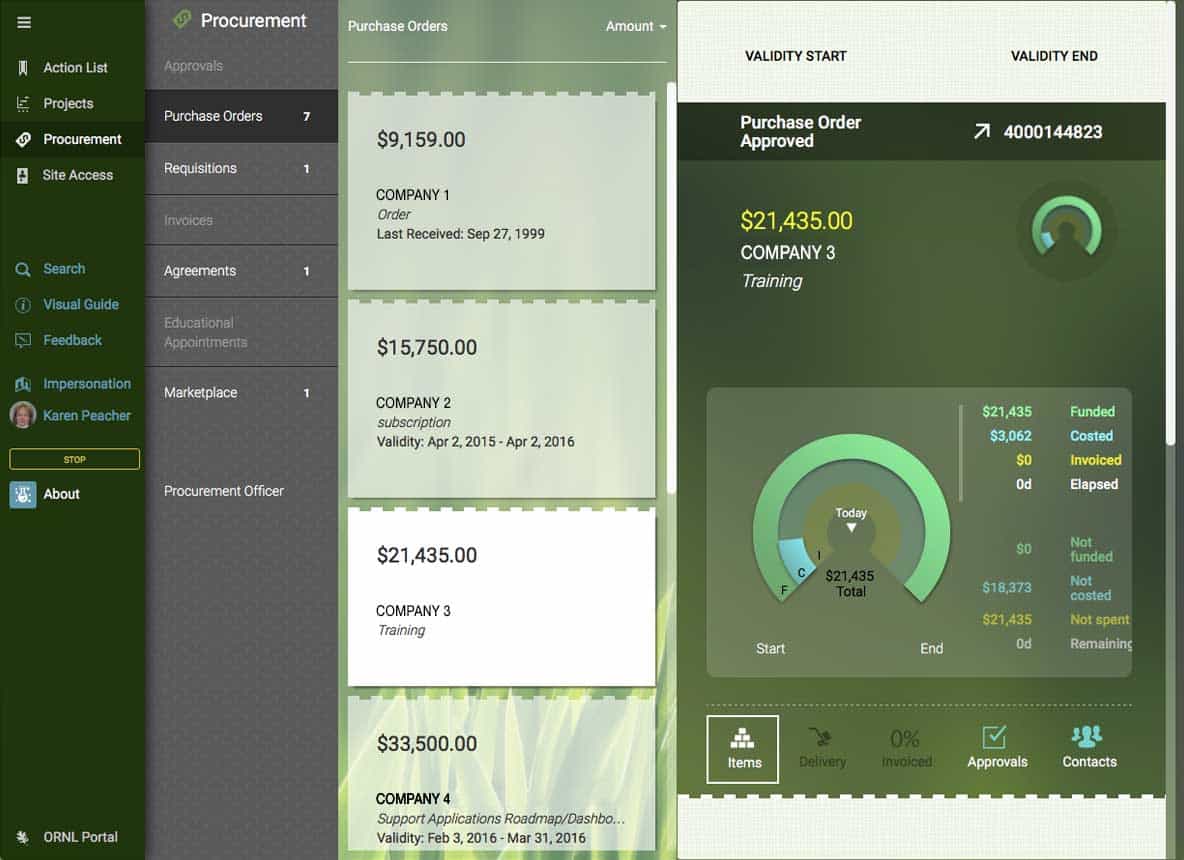 Action List
Projects
Procurement
Site Access
Search
Visual Guide
Feedback
Impersonation
Karen Peacher
STOP
About
ORNL Portal
Procurement
Approvals
Purchase Orders 7
Requisitions 1
Invoices
Agreements 1
Educational
Appointments
Marketplace 1
Procurement Officer
Purchase Orders Amount
$9,159.00
COMPANY 1
Order
Last Received: Sep 27, 1999
$15,750.00
COMPANY 2
subscription
Validity: Apr 2, 2015 - Apr 2, 2016
$21,435.00
COMPANY 3
Training
$33,500.00
COMPANY 4
Support Applications Roadmap/Dashbo...
Validity: Feb 3, 2016 - Mar 31, 2016
VALIDITY START VALIDITY END
Purchase Order
Approved
4000144823
$21,435.00
COMPANY 3
Training
Today
I
C
F
$21,435
Total
Start End
$21,435 Funded
$3,062 Costed
$0 Invoiced
0d Elapsed
$0 Not
funded
$18,373 Not
costed
$21,435 Not spent
0d Remaining
Items
Delivery
0%
Invoiced
Approvals
Contacts